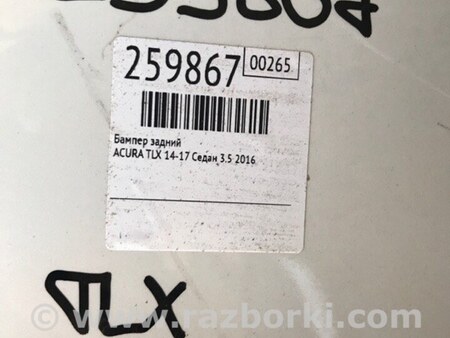 259867 00265
Бампер задний
ACURA TLX 14-17 Седан 3.5 2016
TLX
www.razborki.com